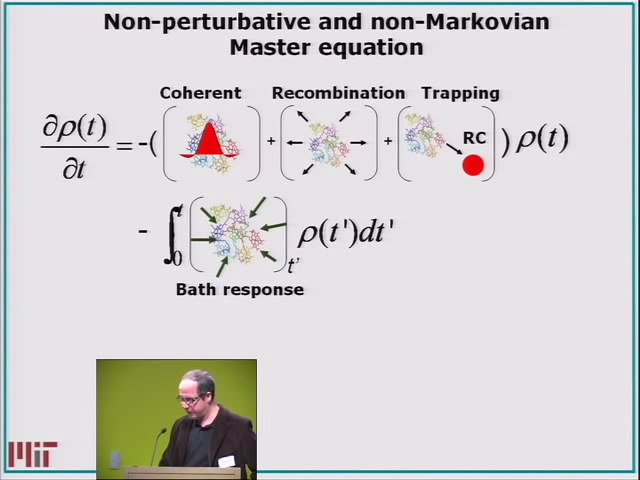 Non-perturbative and non-Markovian
Master equation
Coherent Recombination Trapping
∂ρ(t)/∂t = -( + + RC ) ρ(t)
- ∫₀ᵗ t' ρ(t')dt'
Bath response
MIT